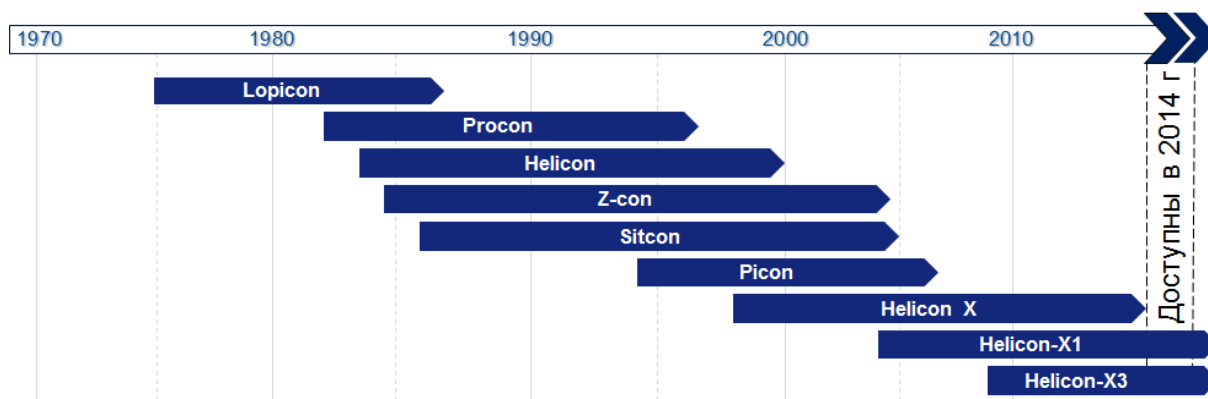 1970 1980 1990 2000 2010
Lopicon
Procon
Helicon
Z-con
Sitcon
Picon
Helicon X
Helicon-X1
Helicon-X3
Доступны в 2014 г